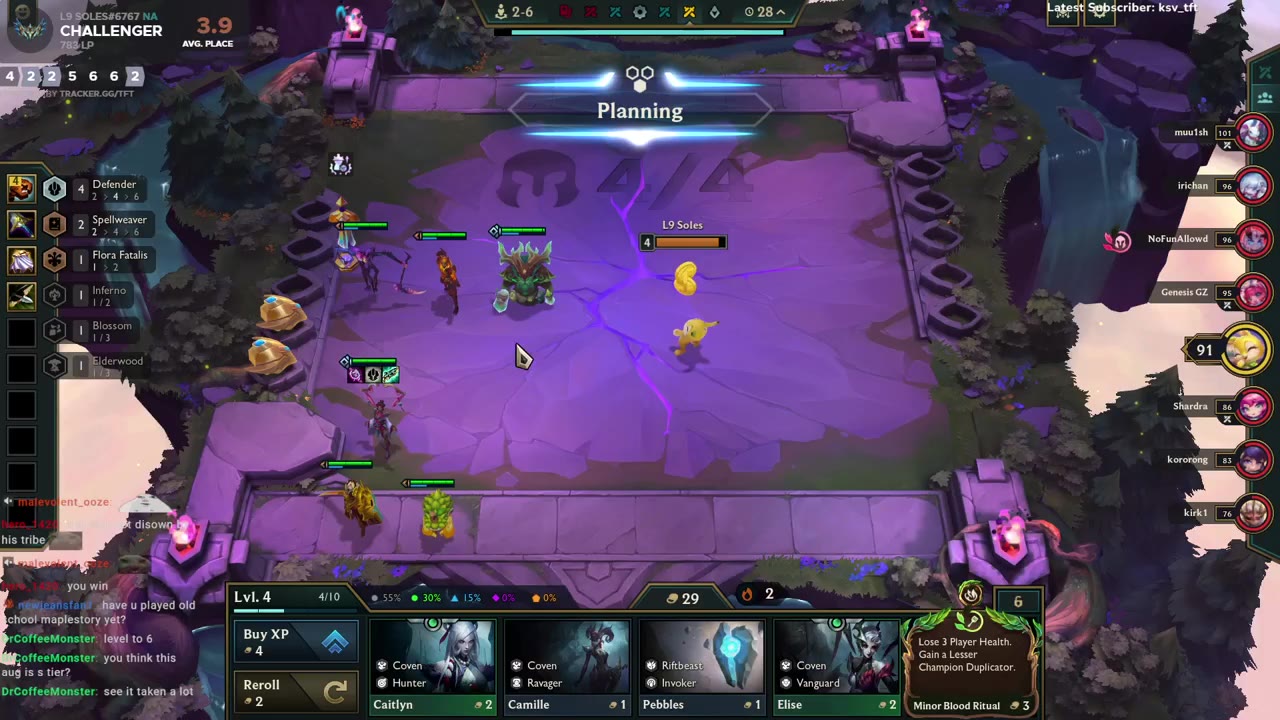 L9 SOLES#6767 NA
CHALLENGER
783 LP
3.9
AVG. PLACE
4 2 2 5 6 6 2
BY TRACKER.GG/TFT
2-6
28
Latest Subscriber: ksv_tft
Planning
4/4
4 Defender
2 > 4 > 6
2 Spellweaver
2 > 4 > 6
1 Flora Fatalis
1 > 2
1 Inferno
1 / 2
1 Blossom
1 / 3
1 Elderwood
1 / 3
L9 Soles
4
muu1sh 101
irichan 96
NoFunAllowd 96
Genesis GZ 95
91
Shardra 86
kororong 83
kirk1 76
malevolent_ooze
t disown
his tribe
you win
have u played old
school maplestory yet?
DrCoffeeMonster: level to 6
CoffeeMonster: you think this
aug is s tier?
DrCoffeeMonster: see it taken a lot
Lvl. 4 4/10
55% 30% 15% 0% 0%
29
2
6
Buy XP
4
Reroll
2
Coven
Hunter
Caitlyn 2
Coven
Ravager
Camille 1
Riftbeast
Invoker
Pebbles 1
Coven
Vanguard
Elise 2
Lose 3 Player Health.
Gain a Lesser
Champion Duplicator.
Minor Blood Ritual 3